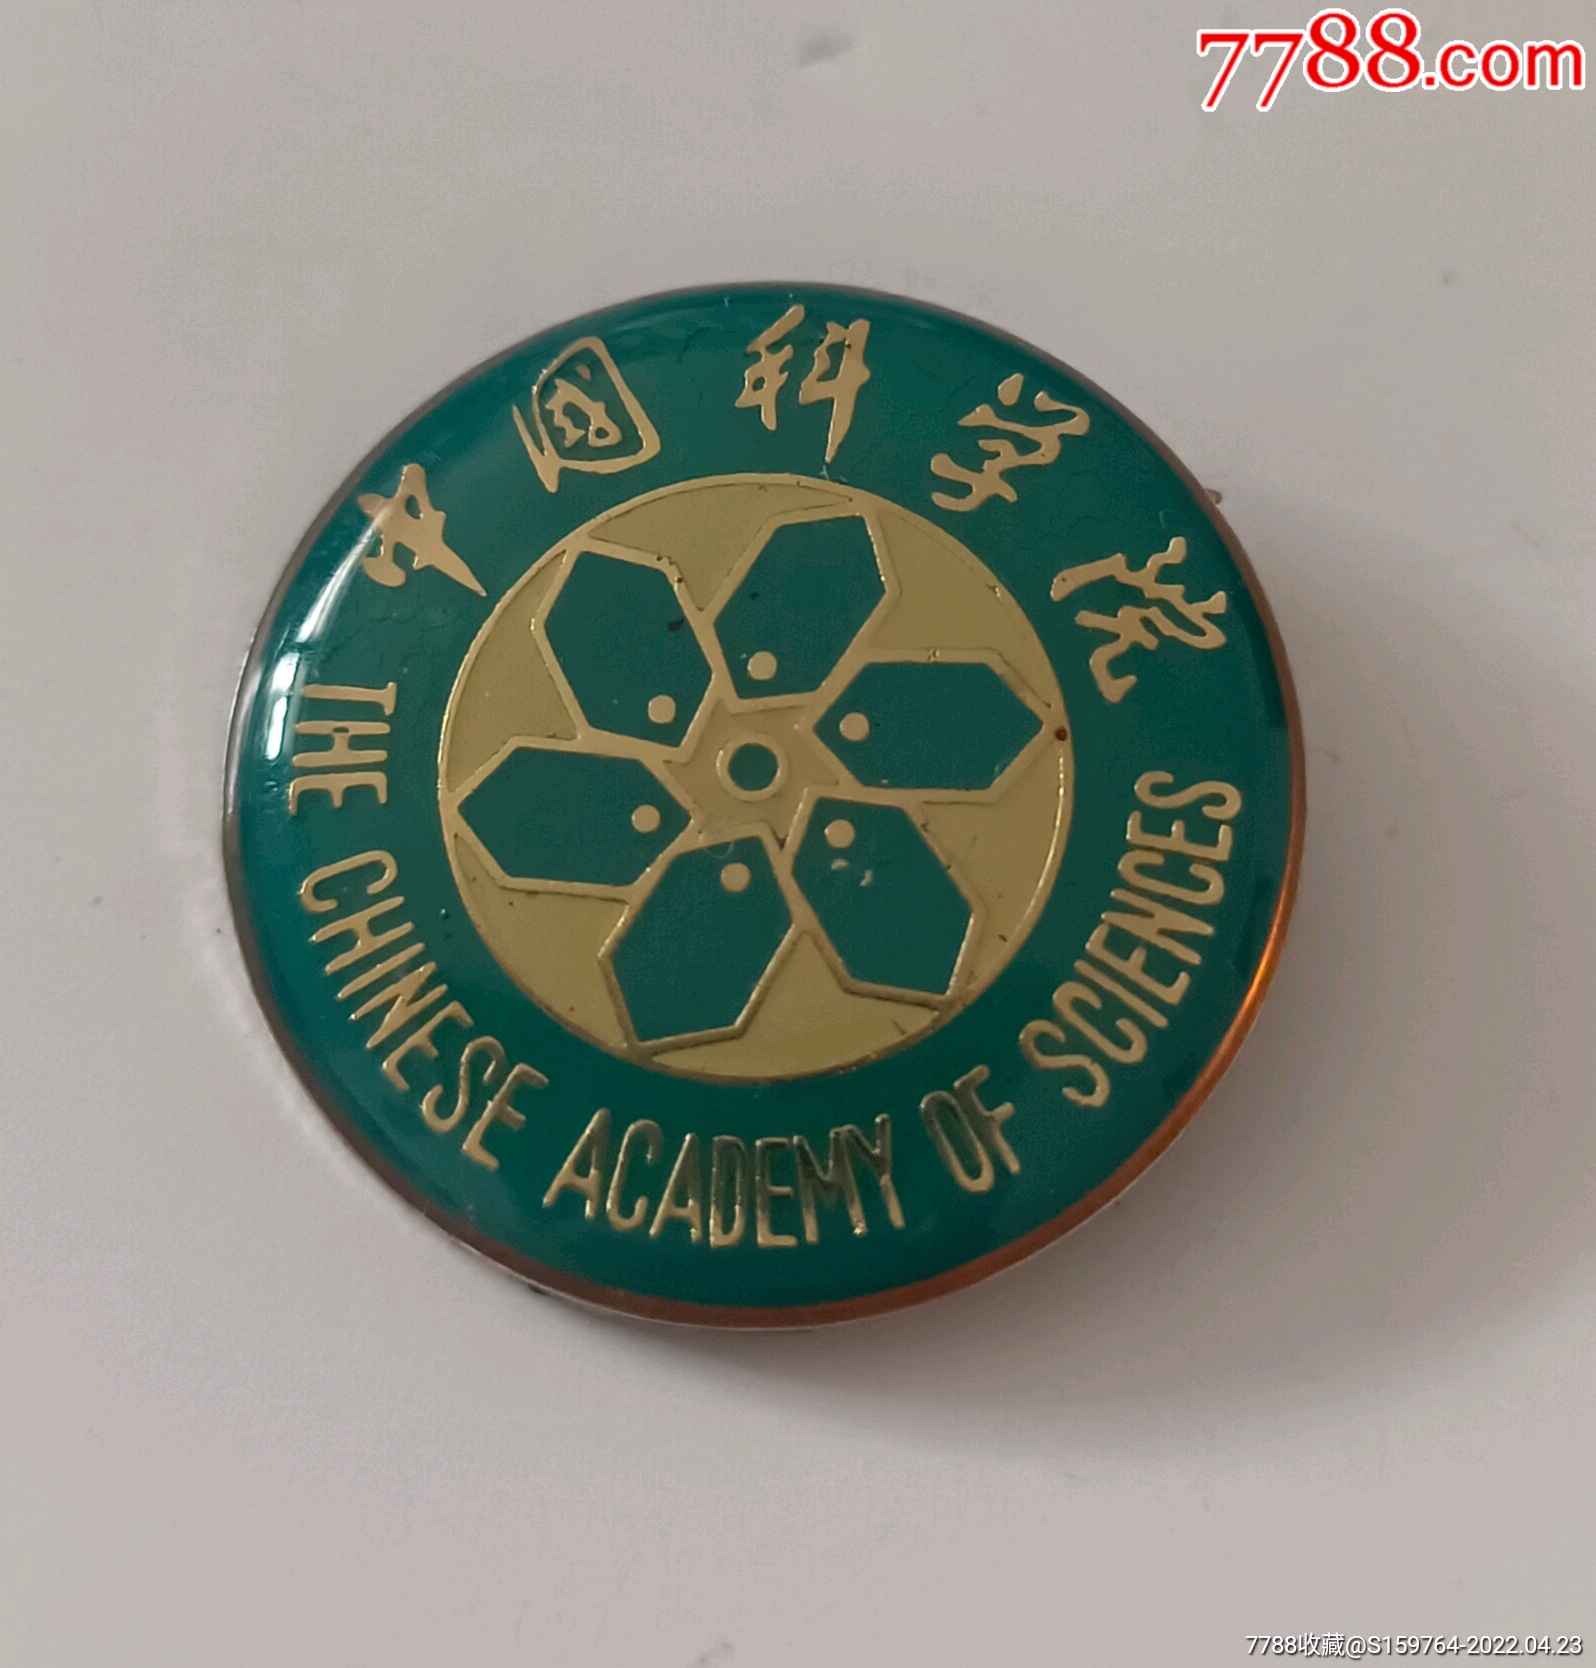 7788.com
中国科学院
THE CHINESE ACADEMY OF SCIENCES
7788收藏@S159764-2022.04.23